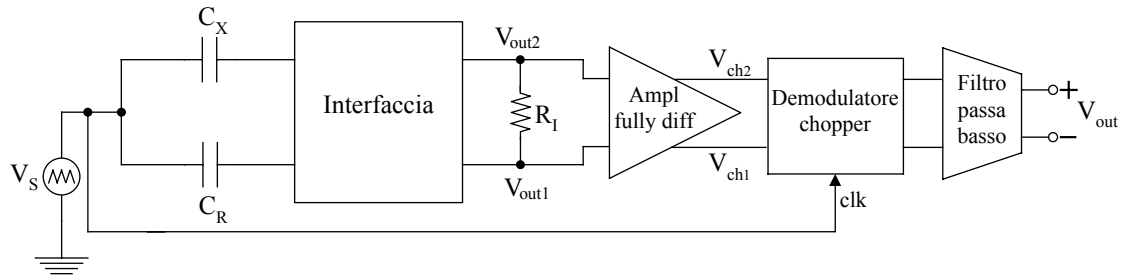 C_X
V_out2
V_ch2
Interfaccia
R_I
Ampl
fully diff
Demodulatore
chopper
Filtro
passa
basso
+
V_out
−
V_S
C_R
V_out1
V_ch1
clk